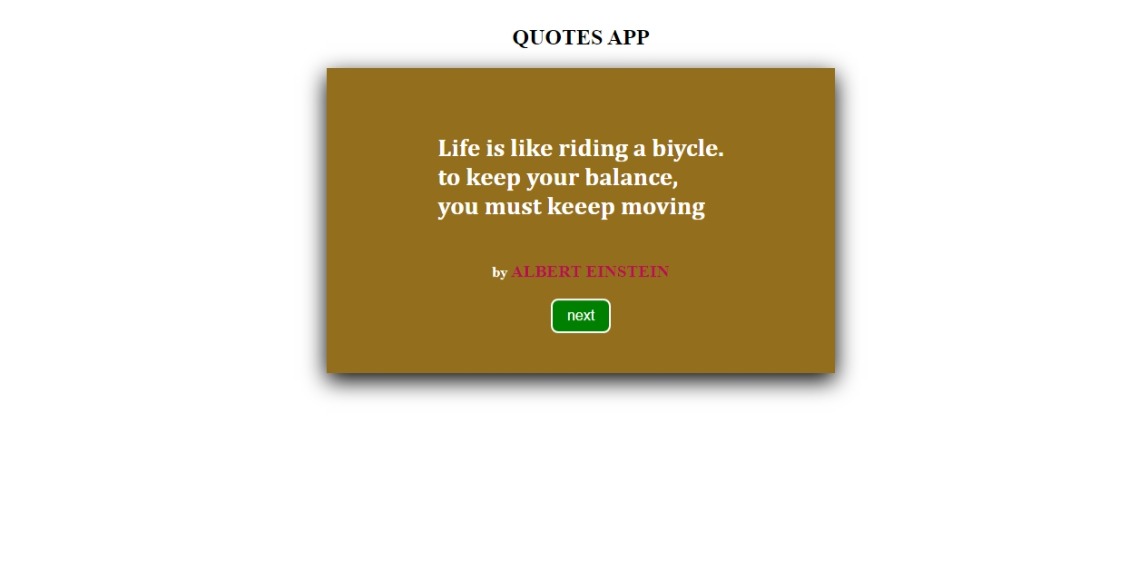 QUOTES APP
Life is like riding a biycle.
to keep your balance,
you must keeep moving
by ALBERT EINSTEIN
next